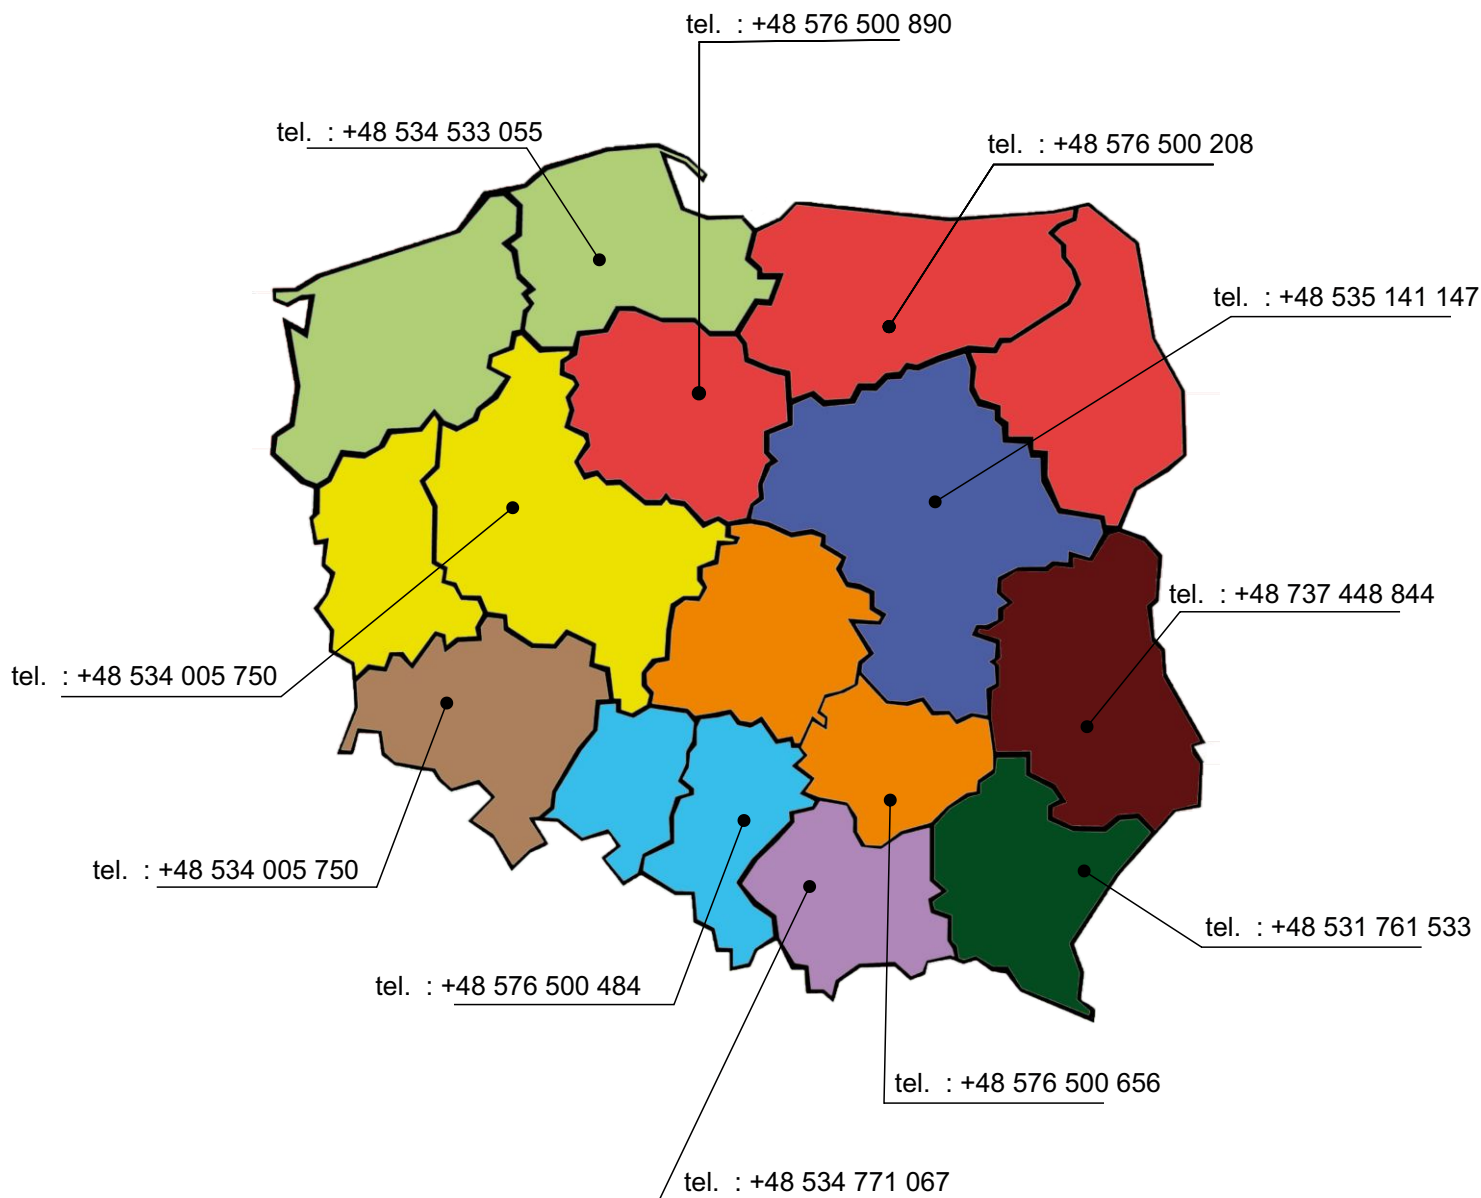 tel. : +48 576 500 890
tel. : +48 534 533 055
tel. : +48 576 500 208
tel. : +48 535 141 147
tel. : +48 737 448 844
tel. : +48 534 005 750
tel. : +48 534 005 750
tel. : +48 531 761 533
tel. : +48 576 500 484
tel. : +48 576 500 656
tel. : +48 534 771 067